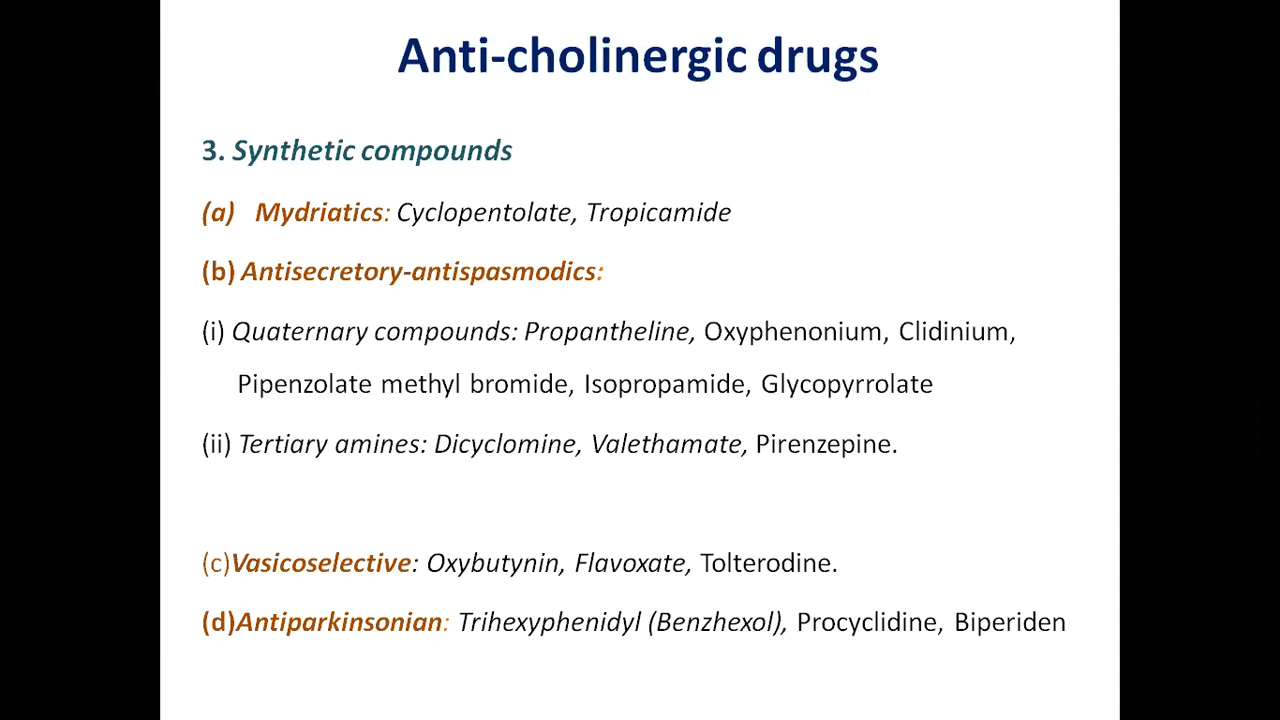 Anti-cholinergic drugs
3. Synthetic compounds
(a) Mydriatics: Cyclopentolate, Tropicamide
(b) Antisecretory-antispasmodics:
(i) Quaternary compounds: Propantheline, Oxyphenonium, Clidinium,
Pipenzolate methyl bromide, Isopropamide, Glycopyrrolate
(ii) Tertiary amines: Dicyclomine, Valethamate, Pirenzepine.
(c)Vasicoselective: Oxybutynin, Flavoxate, Tolterodine.
(d)Antiparkinsonian: Trihexyphenidyl (Benzhexol), Procyclidine, Biperiden